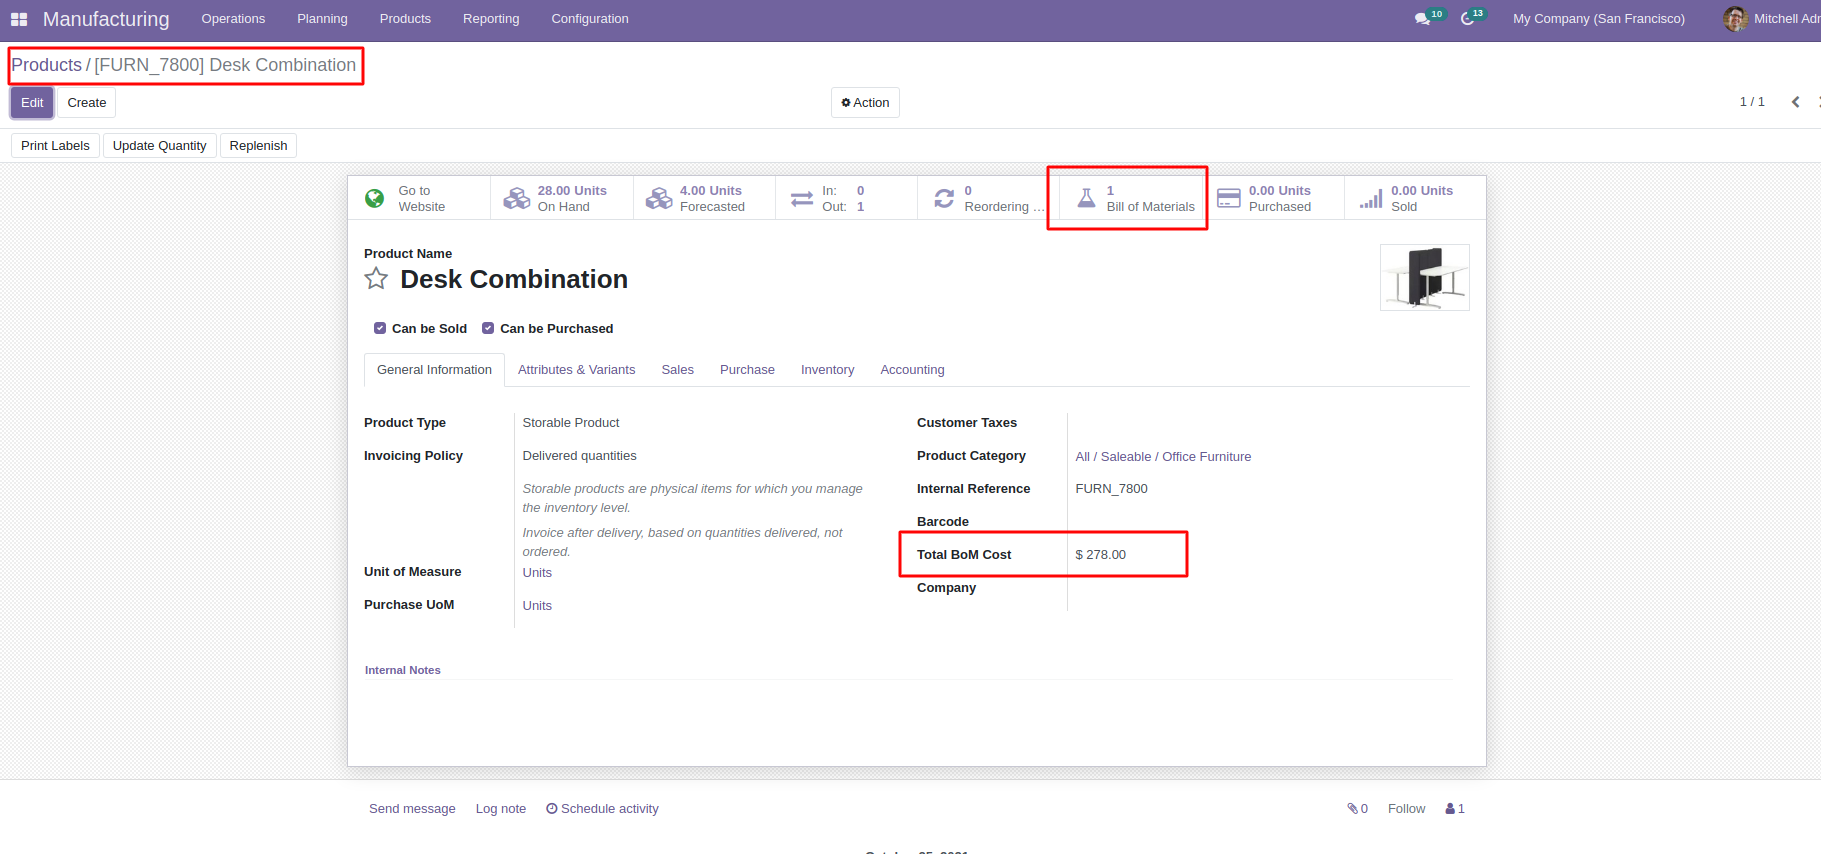 Manufacturing Operations Planning Products Reporting Configuration 10 13 My Company (San Francisco) Mitchell Adr
Products / [FURN_7800] Desk Combination
Edit Create Action 1 / 1
Print Labels Update Quantity Replenish
Go to Website
28.00 Units On Hand
4.00 Units Forecasted
In: 0
Out: 1
0 Reordering ...
1 Bill of Materials
0.00 Units Purchased
0.00 Units Sold
Product Name
Desk Combination
Can be Sold Can be Purchased
General Information Attributes & Variants Sales Purchase Inventory Accounting
Product Type Storable Product
Invoicing Policy Delivered quantities
Storable products are physical items for which you manage
the inventory level.
Invoice after delivery, based on quantities delivered, not
ordered.
Unit of Measure Units
Purchase UoM Units
Customer Taxes
Product Category All / Saleable / Office Furniture
Internal Reference FURN_7800
Barcode
Total BoM Cost $ 278.00
Company
Internal Notes
Send message Log note Schedule activity 0 Follow 1